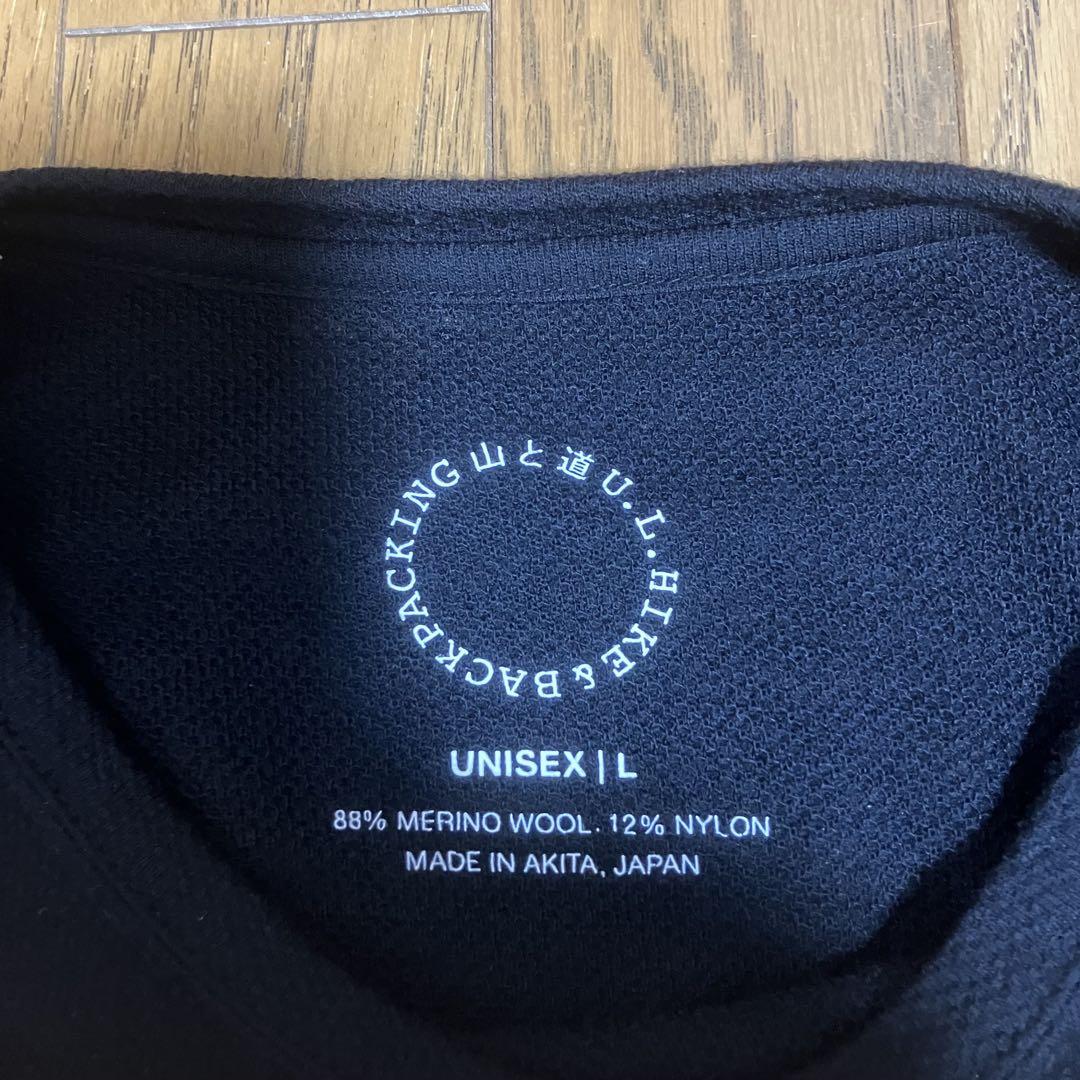 山と道 U.L. HIKE & BACKPACKING
UNISEX | L
88% MERINO WOOL. 12% NYLON
MADE IN AKITA, JAPAN